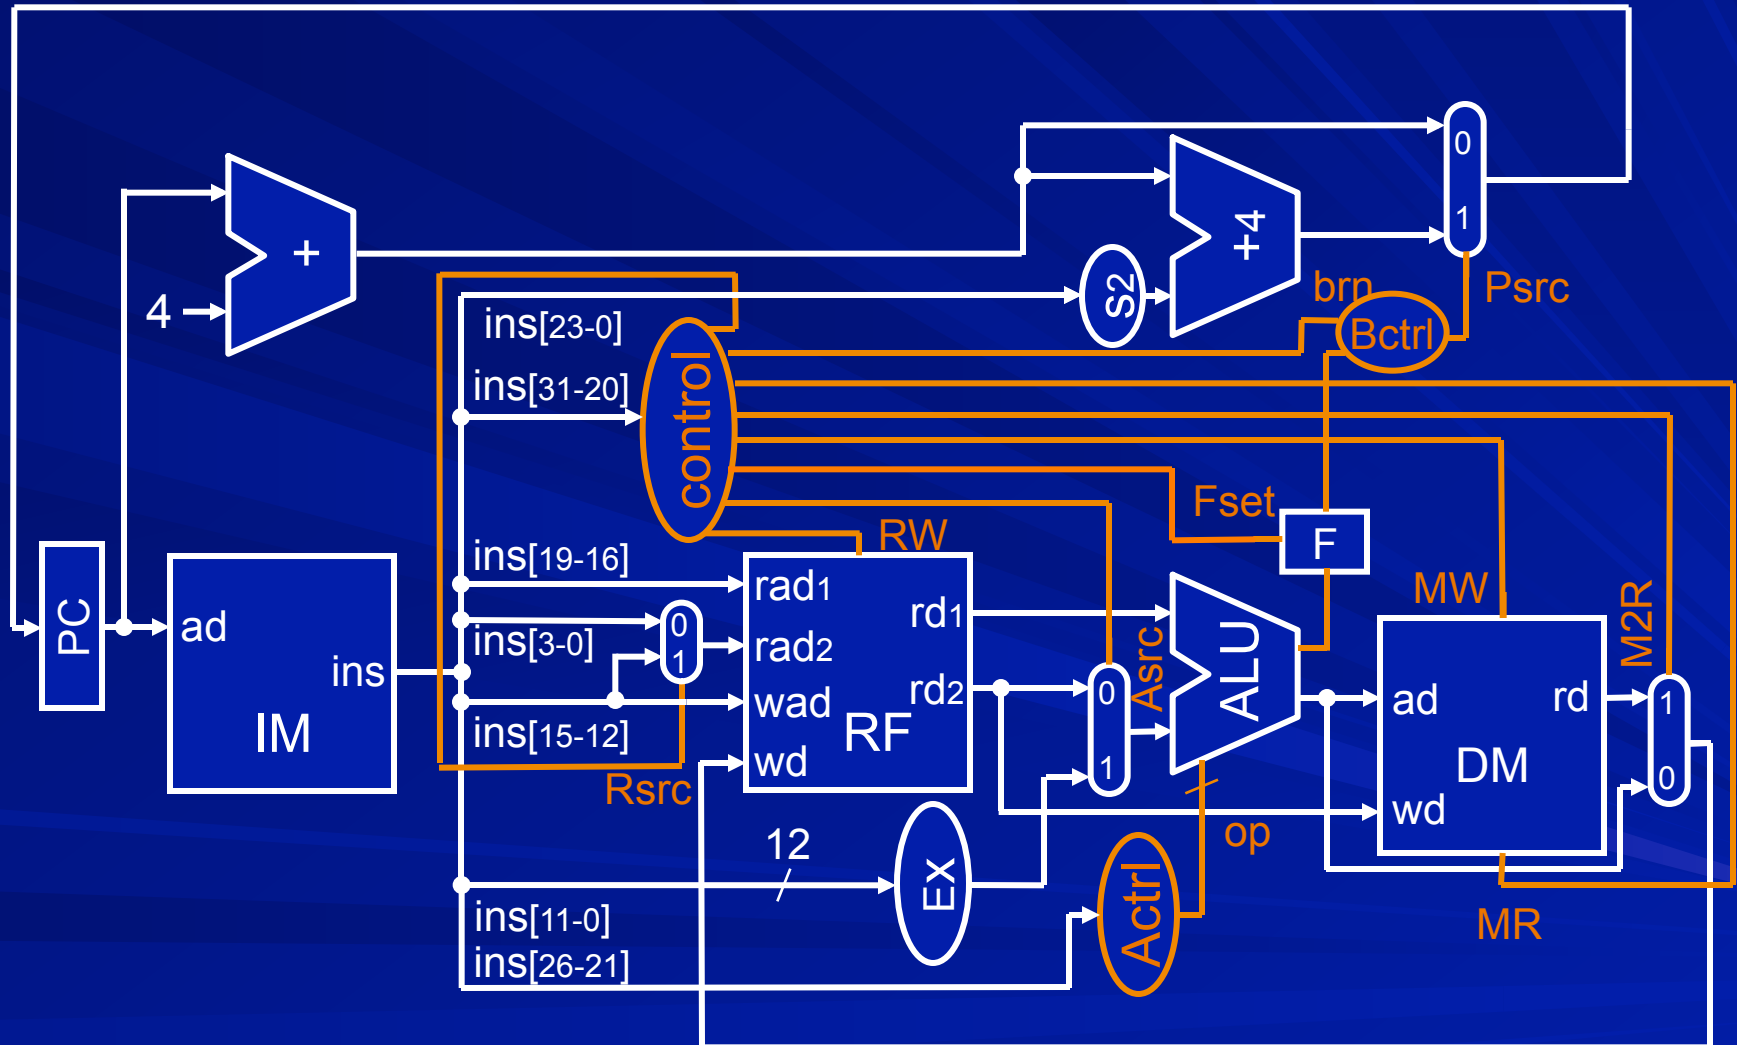 0
1
+
+4
4
S2
brn
Psrc
Bctrl
ins[23-0]
ins[31-20]
control
Fset
F
RW
ins[19-16]
ins[3-0]
0
1
ins[15-12]
Rsrc
PC
ad
ins
IM
rad1
rad2
wad
wd
rd1
rd2
RF
Asrc
0
1
ALU
MW
M2R
ad
rd
wd
DM
1
0
12
Ex
op
Actrl
MR
ins[11-0]
ins[26-21]